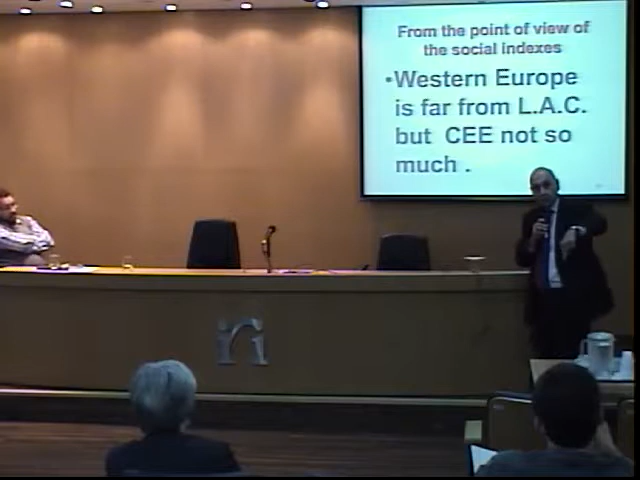 From the point of view of
the social indexes
•Western Europe
is far from L.A.C.
but CEE not so
much .
iri